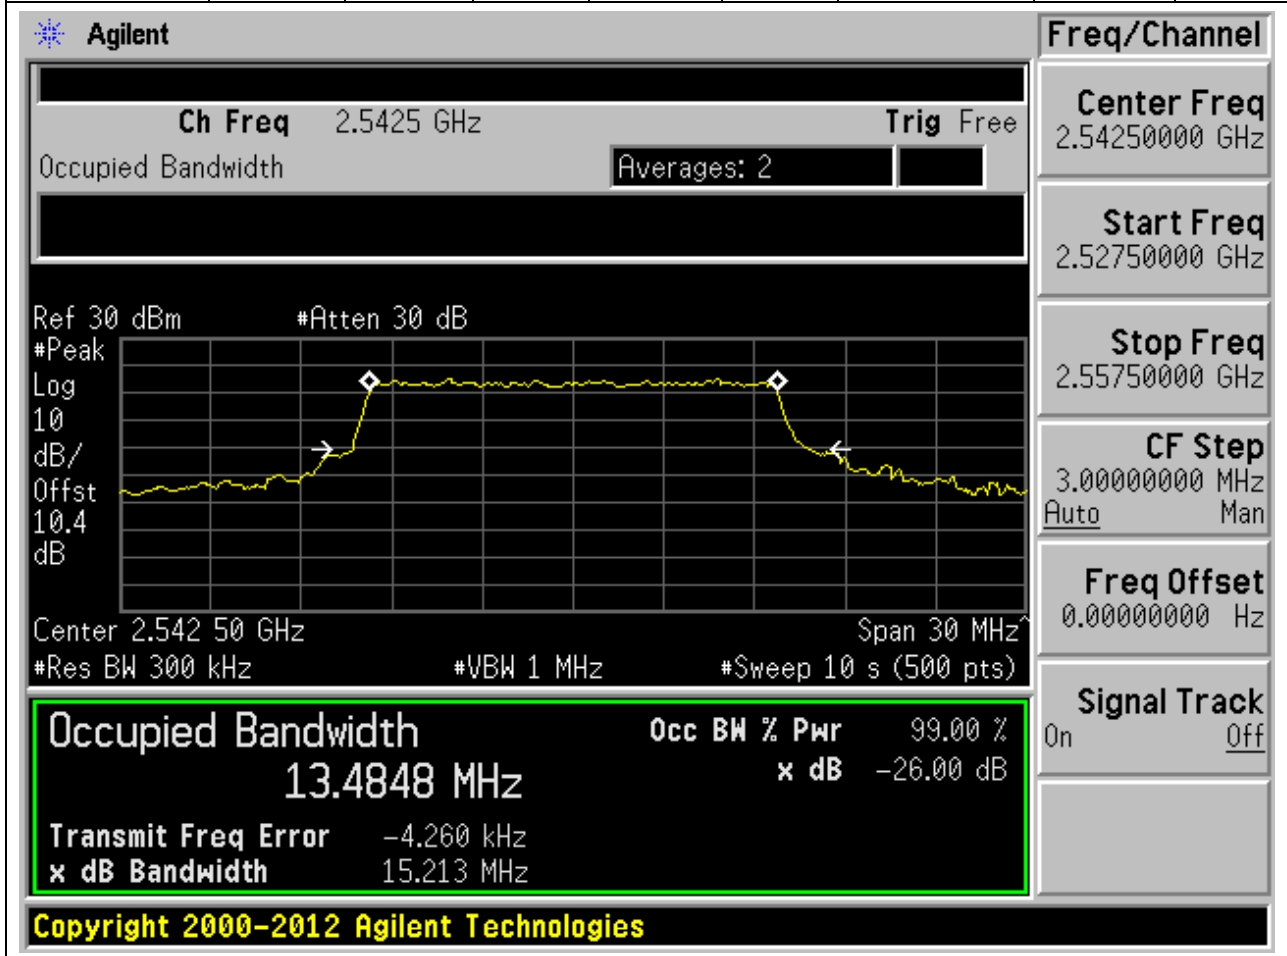 Agilent
Freq/Channel
Ch Freq 2.5425 GHz Trig Free
Occupied Bandwidth Averages: 2
Center Freq
2.54250000 GHz
Start Freq
2.52750000 GHz
Stop Freq
2.55750000 GHz
CF Step
3.00000000 MHz
Auto Man
Freq Offset
0.00000000 Hz
Signal Track
On Off
Ref 30 dBm #Atten 30 dB
#Peak
Log
10
dB/
Offst
10.4
dB
Center 2.542 50 GHz Span 30 MHz^
#Res BW 300 kHz #VBW 1 MHz #Sweep 10 s (500 pts)
Occupied Bandwidth
13.4848 MHz
Occ BW % Pwr 99.00 %
x dB -26.00 dB
Transmit Freq Error -4.260 kHz
x dB Bandwidth 15.213 MHz
Copyright 2000-2012 Agilent Technologies